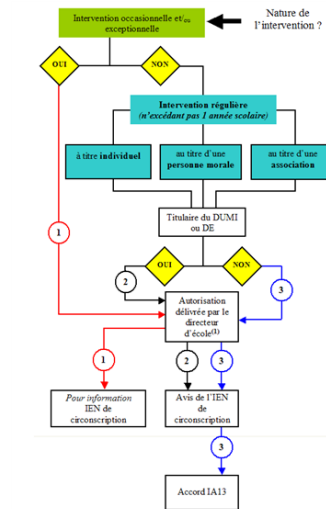 Intervention occasionnelle et/ou
exceptionnelle
Nature de
l'intervention ?
OUI
NON
Intervention régulière
(n'excédant pas 1 année scolaire)
à titre individuel
au titre d'une
personne morale
au titre d'une
association
1
Titulaire du DUMI
ou DE
OUI
NON
2
3
Autorisation
délivrée par le
directeur
d'école(1)
1
2
3
Pour information
IEN de
circonscription
Avis de l'IEN
de
circonscription
3
Accord IA13